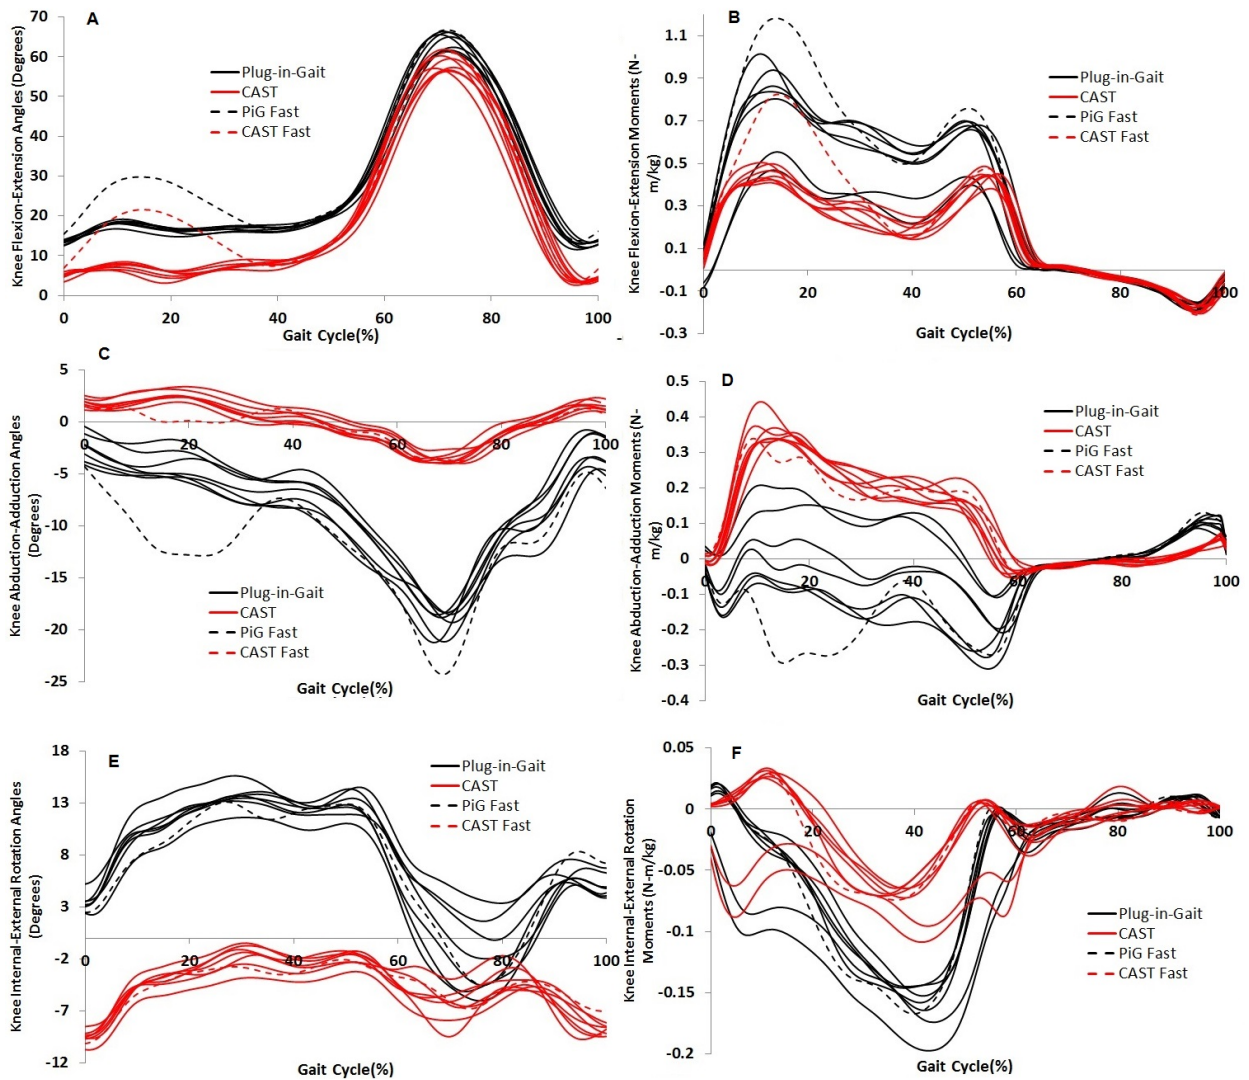 A
Knee Flexion-Extension Angles (Degrees)
70
60
50
40
30
20
10
0
Plug-in-Gait
CAST
PiG Fast
CAST Fast
0 20 40 60 80 100
Gait Cycle(%)
B
Knee Flexion-Extension Moments (N-
m/kg)
1.1
0.9
0.7
0.5
0.3
0.1
-0.1
-0.3
Plug-in-Gait
CAST
PiG Fast
CAST Fast
0 20 40 60 80 100
Gait Cycle(%)
C
Knee Abduction-Adduction Angles
(Degrees)
5
0
-5
-10
-15
-20
-25
0 20 40 60 80 100
Plug-in-Gait
CAST
PiG Fast
CAST Fast
Gait Cycle(%)
D
Knee Abduction-Adduction Moments (N-
m/kg)
0.5
0.4
0.3
0.2
0.1
0
-0.1
-0.2
-0.3
-0.4
Plug-in-Gait
CAST
PiG Fast
CAST Fast
0 20 40 60 80 100
Gait Cycle(%)
E
Knee Internal-External Rotation Angles
(Degrees)
18
13
8
3
-2
-7
-12
Plug-in-Gait
CAST
PiG Fast
CAST Fast
0 20 40 60 80 100
Gait Cycle(%)
F
Knee Internal-External Rotation
Moments (N-m/kg)
0.05
0
-0.05
-0.1
-0.15
-0.2
0 20 40 60 80 100
Plug-in-Gait
CAST
PiG Fast
CAST Fast
Gait Cycle(%)